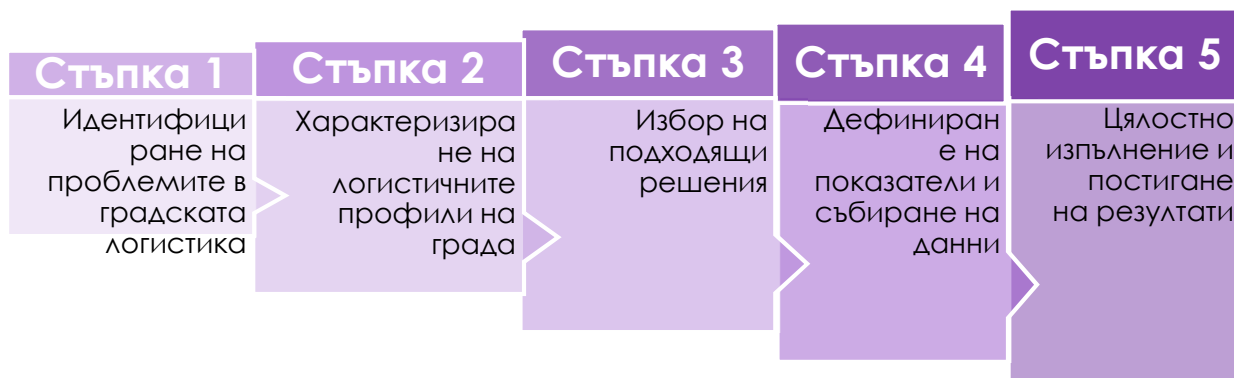 Стъпка 1
Идентифици
ране на
проблемите в
градската
логистика
Стъпка 2
Характеризира
не на
логистичните
профили на
града
Стъпка 3
Избор на
подходящи
решения
Стъпка 4
Дефиниран
е на
показатели и
събиране на
данни
Стъпка 5
Цялостно
изпълнение и
постигане
на резултати